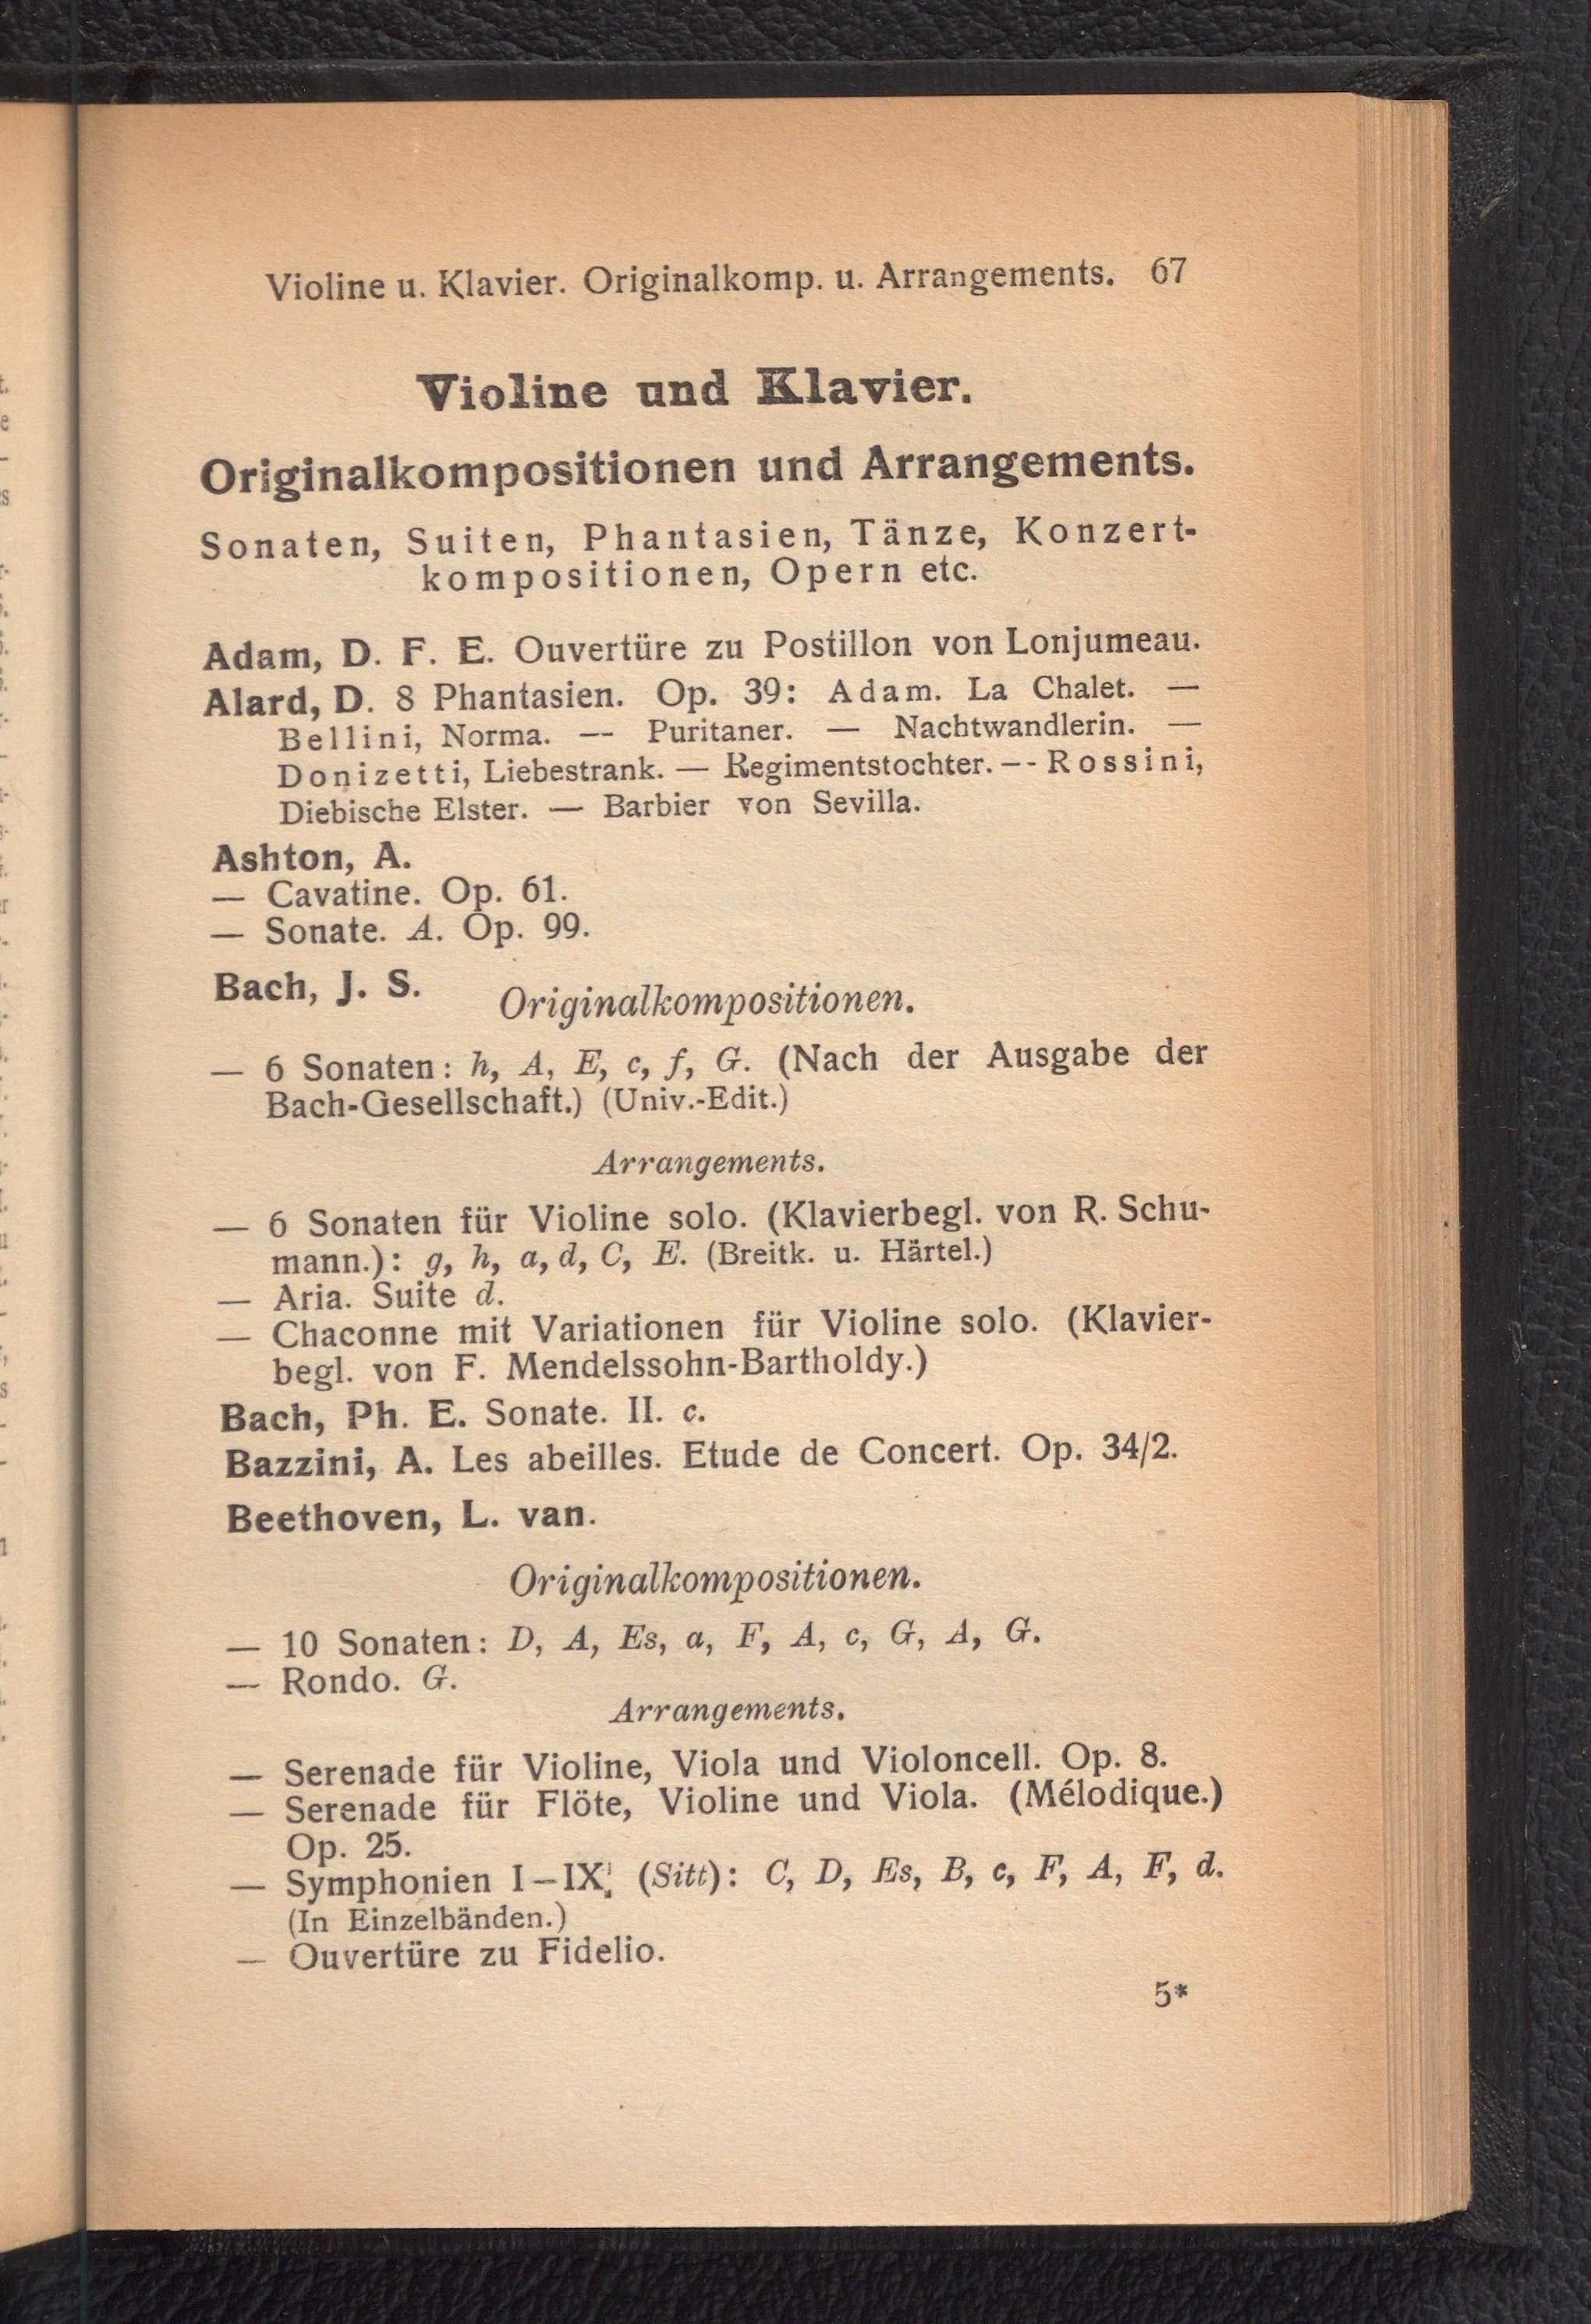 Violine u. Klavier. Originalkomp. u. Arrangements. 67
Violine und Klavier.
Originalkompositionen und Arrangements.
Sonaten, Suiten, Phantasien, Tänze, Konzert-
kompositionen, Opern etc.
Adam, D. F. E. Ouvertüre zu Postillon von Lonjumeau.
Alard, D. 8 Phantasien. Op. 39: Adam. La Chalet. —
Bellini, Norma. — Puritaner. — Nachtwandlerin. —
Donizetti, Liebestrank. — Regimentstochter. — Rossini,
Diebische Elster. — Barbier von Sevilla.
Ashton, A.
— Cavatine. Op. 61.
— Sonate. A. Op. 99.
Bach, J. S.
Originalkompositionen.
— 6 Sonaten: h, A, E, c, f, G. (Nach der Ausgabe der
Bach-Gesellschaft.) (Univ.-Edit.)
Arrangements.
— 6 Sonaten für Violine solo. (Klavierbegl. von R. Schu-
mann.): g, h, a, d, C, E. (Breitk. u. Härtel.)
— Aria. Suite d.
— Chaconne mit Variationen für Violine solo. (Klavier-
begl. von F. Mendelssohn-Bartholdy.)
Bach, Ph. E. Sonate. II. c.
Bazzini, A. Les abeilles. Etude de Concert. Op. 34/2.
Beethoven, L. van.
Originalkompositionen.
— 10 Sonaten: D, A, Es, a, F, A, c, G, A, G.
— Rondo. G.
Arrangements.
— Serenade für Violine, Viola und Violoncell. Op. 8.
— Serenade für Flöte, Violine und Viola. (Mélodique.)
Op. 25.
— Symphonien I–IX. (Sitt): C, D, Es, B, c, F, A, F, d.
(In Einzelbänden.)
— Ouvertüre zu Fidelio.
5*